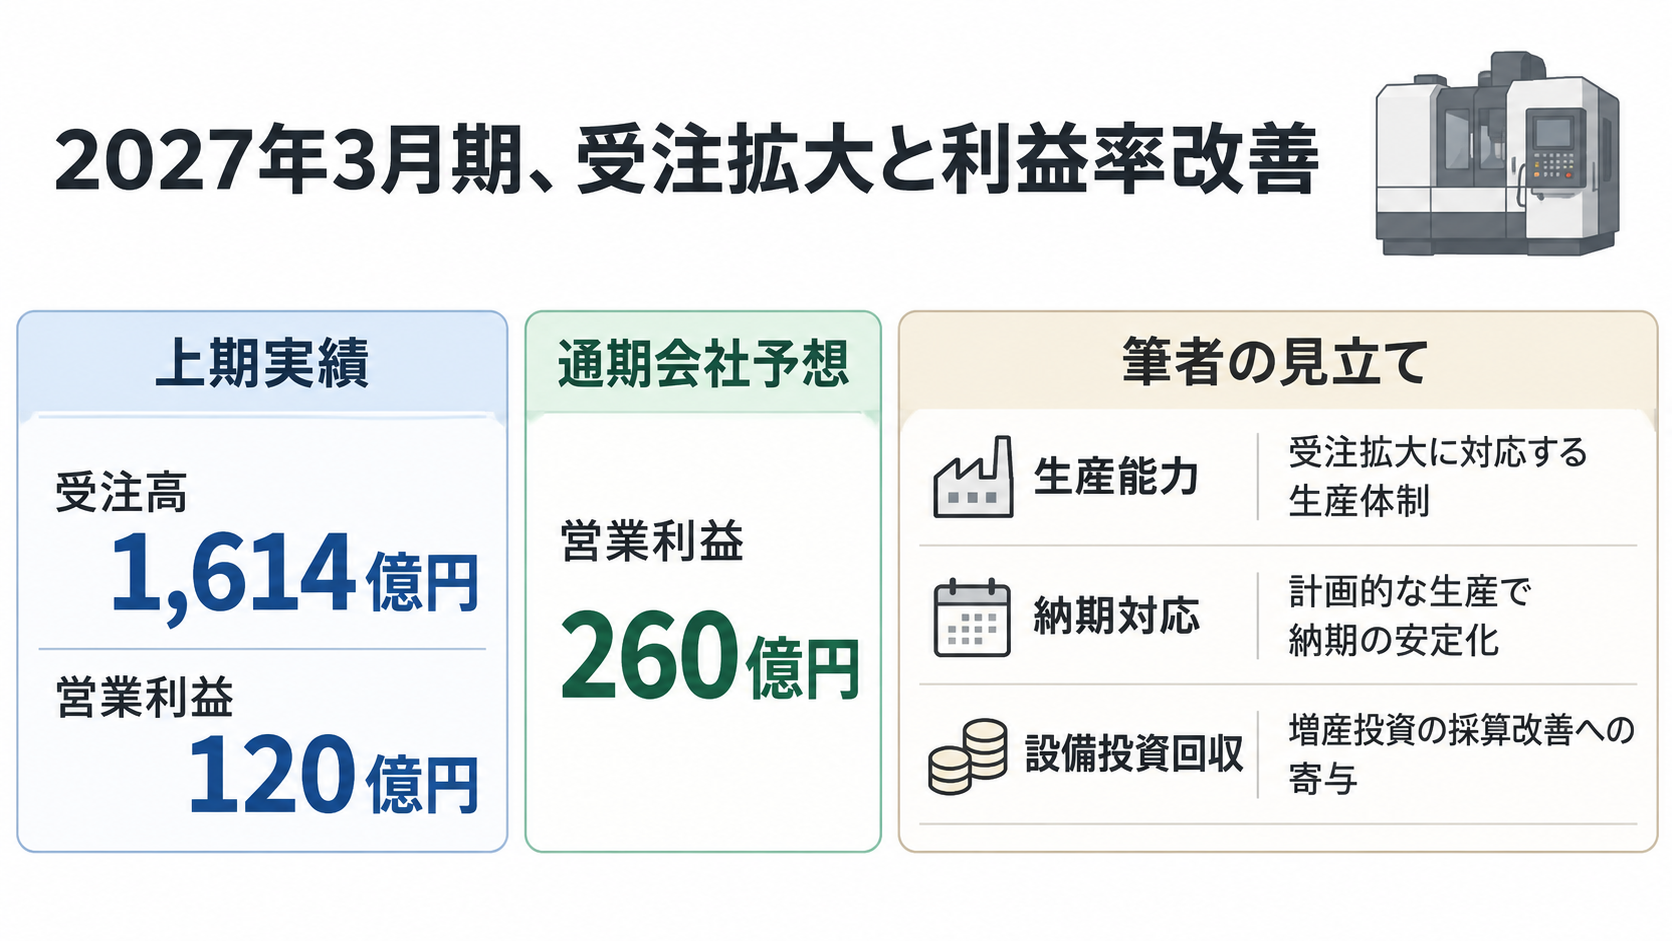 2027年3月期、受注拡大と利益率改善
上期実績
受注高
1,614億円
営業利益
120億円
通期会社予想
営業利益
260億円
筆者の見立て
生産能力
受注拡大に対応する
生産体制
納期対応
計画的な生産で
納期の安定化
設備投資回収
増産投資の採算改善への
寄与